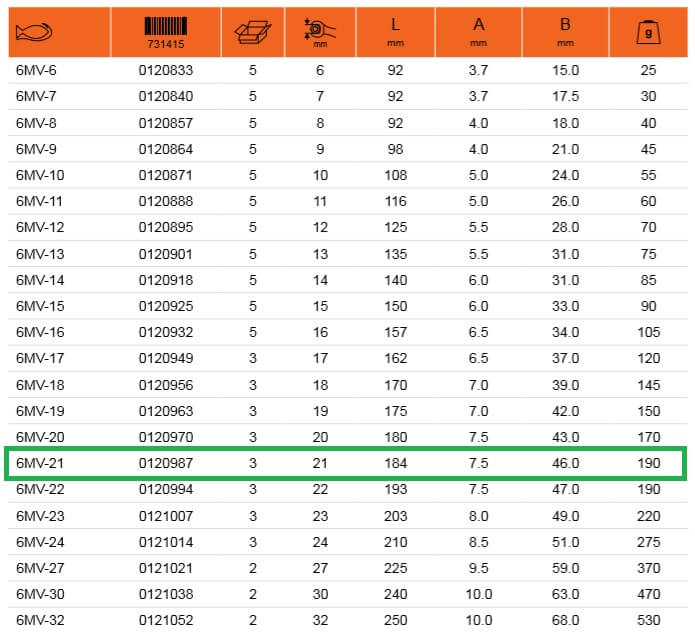 L A B
731415 mm mm mm mm g
6MV-6 0120833 5 6 92 3.7 15.0 25
6MV-7 0120840 5 7 92 3.7 17.5 30
6MV-8 0120857 5 8 92 4.0 18.0 40
6MV-9 0120864 5 9 98 4.0 21.0 45
6MV-10 0120871 5 10 108 5.0 24.0 55
6MV-11 0120888 5 11 116 5.0 26.0 60
6MV-12 0120895 5 12 125 5.5 28.0 70
6MV-13 0120901 5 13 135 5.5 31.0 75
6MV-14 0120918 5 14 140 6.0 31.0 85
6MV-15 0120925 5 15 150 6.0 33.0 90
6MV-16 0120932 5 16 157 6.5 34.0 105
6MV-17 0120949 3 17 162 6.5 37.0 120
6MV-18 0120956 3 18 170 7.0 39.0 145
6MV-19 0120963 3 19 175 7.0 42.0 150
6MV-20 0120970 3 20 180 7.5 43.0 170
6MV-21 0120987 3 21 184 7.5 46.0 190
6MV-22 0120994 3 22 193 7.5 47.0 190
6MV-23 0121007 3 23 203 8.0 49.0 220
6MV-24 0121014 3 24 210 8.5 51.0 275
6MV-27 0121021 2 27 225 9.5 59.0 370
6MV-30 0121038 2 30 240 10.0 63.0 470
6MV-32 0121052 2 32 250 10.0 68.0 530